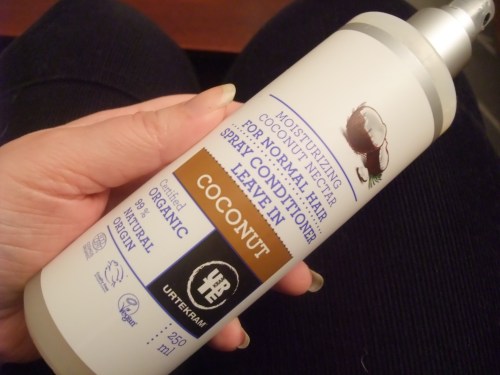 MOISTURIZING
COCONUT NECTAR
FOR NORMAL HAIR
SPRAY CONDITIONER
LEAVE IN
COCONUT
Certified
ORGANIC
99 %
NATURAL
ORIGIN
URTE
URTEKRAM
250
ml
Vegan